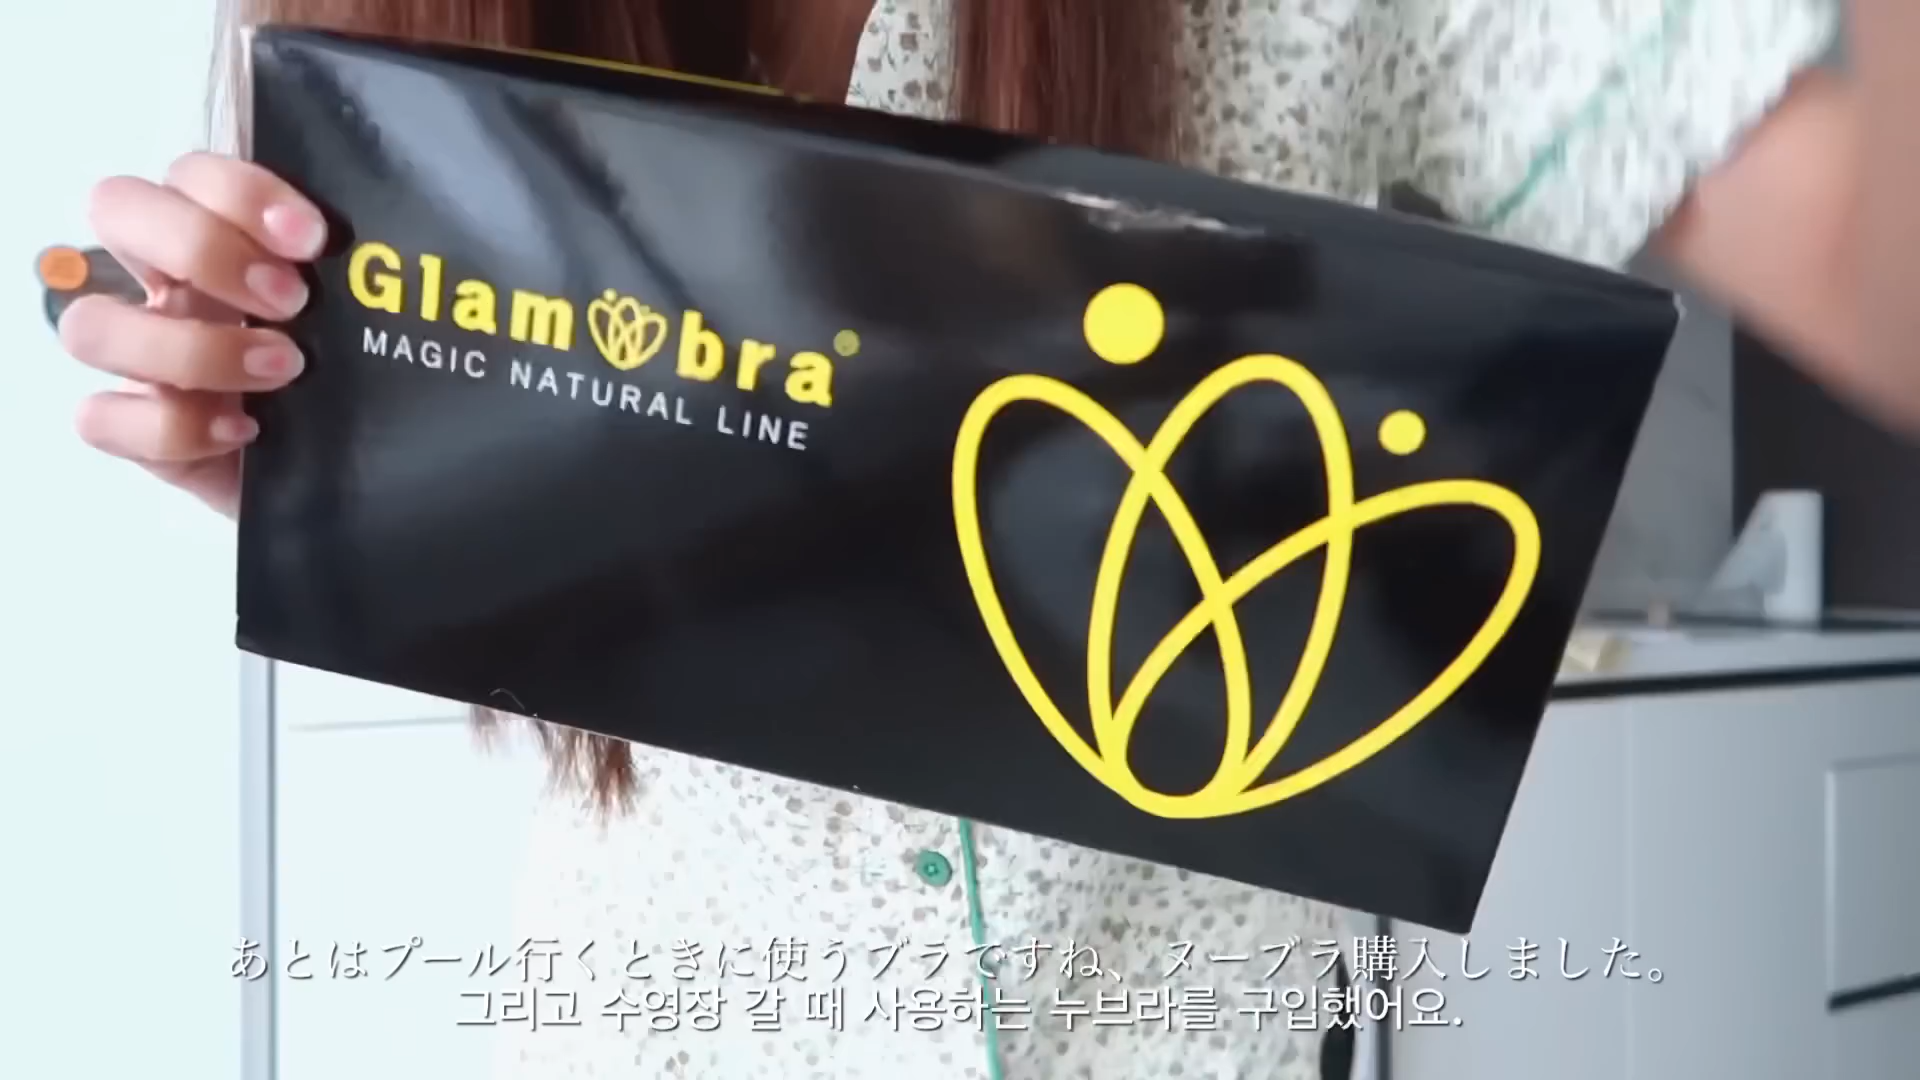 Glam bra
MAGIC NATURAL LINE
あとはプール行くときに使うブラですね、ヌーブラ購入しました。
그리고 수영장 갈 때 사용하는 누브라를 구입했어요.